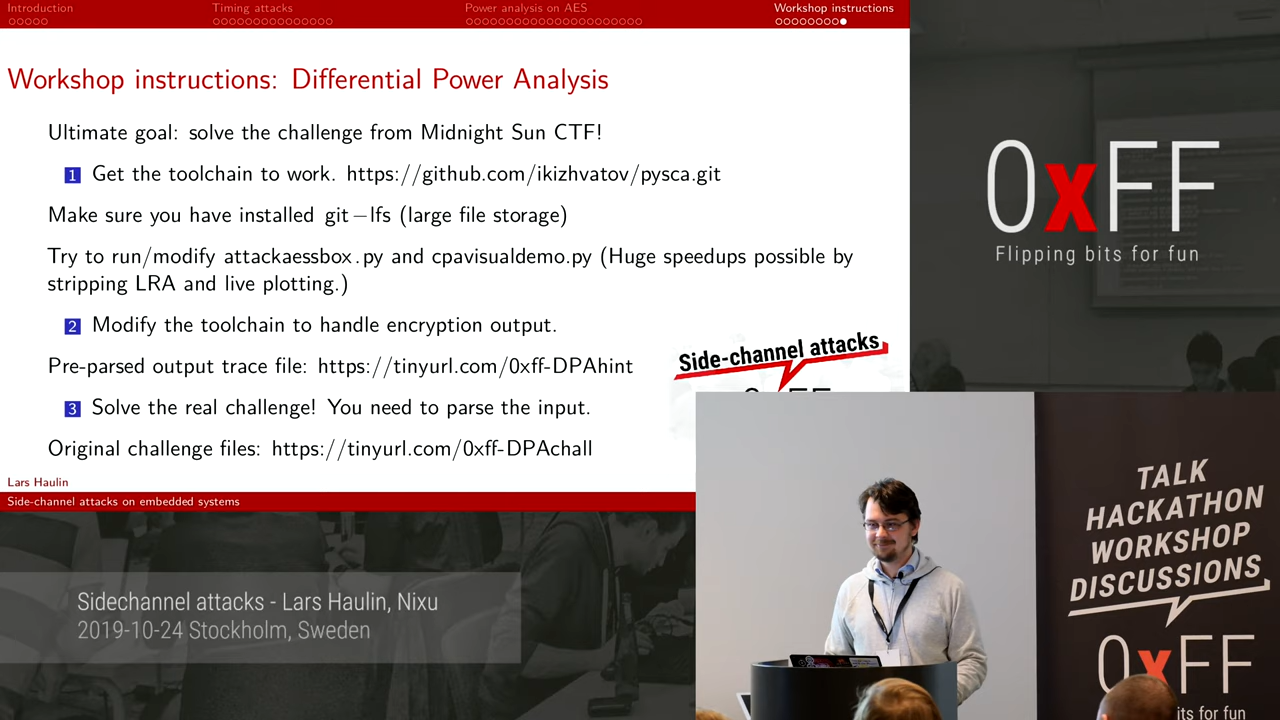 Introduction
Timing attacks
Power analysis on AES
Workshop instructions
Workshop instructions: Differential Power Analysis
Ultimate goal: solve the challenge from Midnight Sun CTF!
1 Get the toolchain to work. https://github.com/ikizhvatov/pysca.git
Make sure you have installed git-lfs (large file storage)
Try to run/modify attackaessbox.py and cpavisualdemo.py (Huge speedups possible by
stripping LRA and live plotting.)
2 Modify the toolchain to handle encryption output.
Pre-parsed output trace file: https://tinyurl.com/0xff-DPAhint
3 Solve the real challenge! You need to parse the input.
Original challenge files: https://tinyurl.com/0xff-DPAchall
Side-channel attacks
Lars Haulin
Side-channel attacks on embedded systems
0xFF
Flipping bits for fun
Sidechannel attacks - Lars Haulin, Nixu
2019-10-24 Stockholm, Sweden
TALK
HACKATHON
WORKSHOP
DISCUSSIONS
0xFF
its for fun